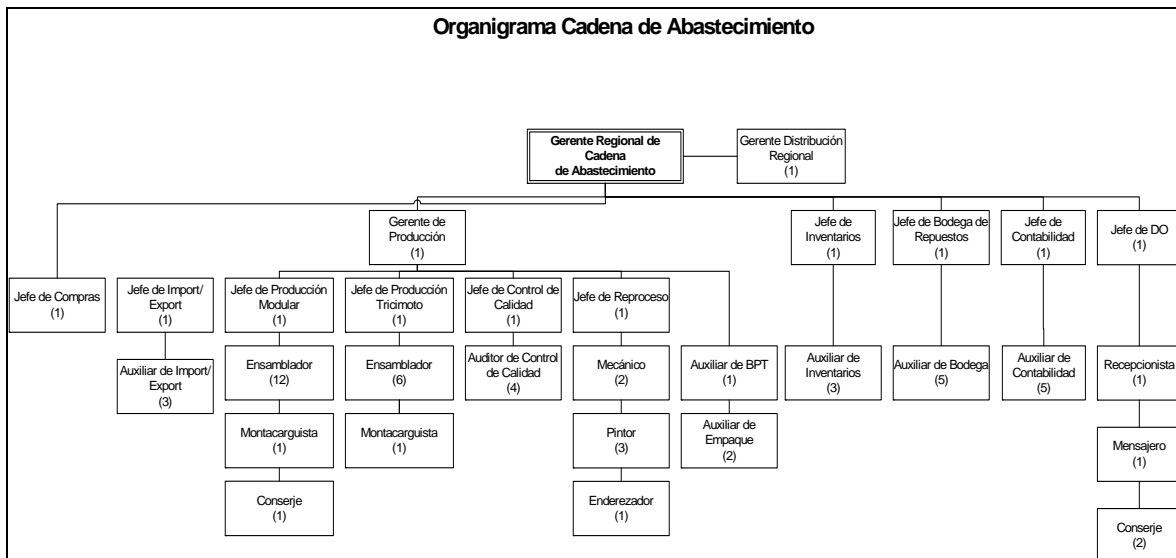 Organigrama Cadena de Abastecimiento
Gerente Regional de
Cadena
de Abastecimiento
Gerente Distribución
Regional
(1)
Gerente de
Producción
(1)
Jefe de
Inventarios
(1)
Jefe de Bodega de
Repuestos
(1)
Jefe de
Contabilidad
(1)
Jefe de DO
(1)
Jefe de Compras
(1)
Jefe de Import/
Export
(1)
Jefe de Producción
Modular
(1)
Jefe de Producción
Tricimoto
(1)
Jefe de Control de
Calidad
(1)
Jefe de Reproceso
(1)
Auxiliar de Import/
Export
(3)
Ensamblador
(12)
Ensamblador
(6)
Auditor de Control
de Calidad
(4)
Mecánico
(2)
Auxiliar de BPT
(1)
Auxiliar de
Inventarios
(3)
Auxiliar de Bodega
(5)
Auxiliar de
Contabilidad
(5)
Recepcionista
(1)
Montacarguista
(1)
Montacarguista
(1)
Pintor
(3)
Auxiliar de
Empaque
(2)
Mensajero
(1)
Conserje
(1)
Enderezador
(1)
Conserje
(2)